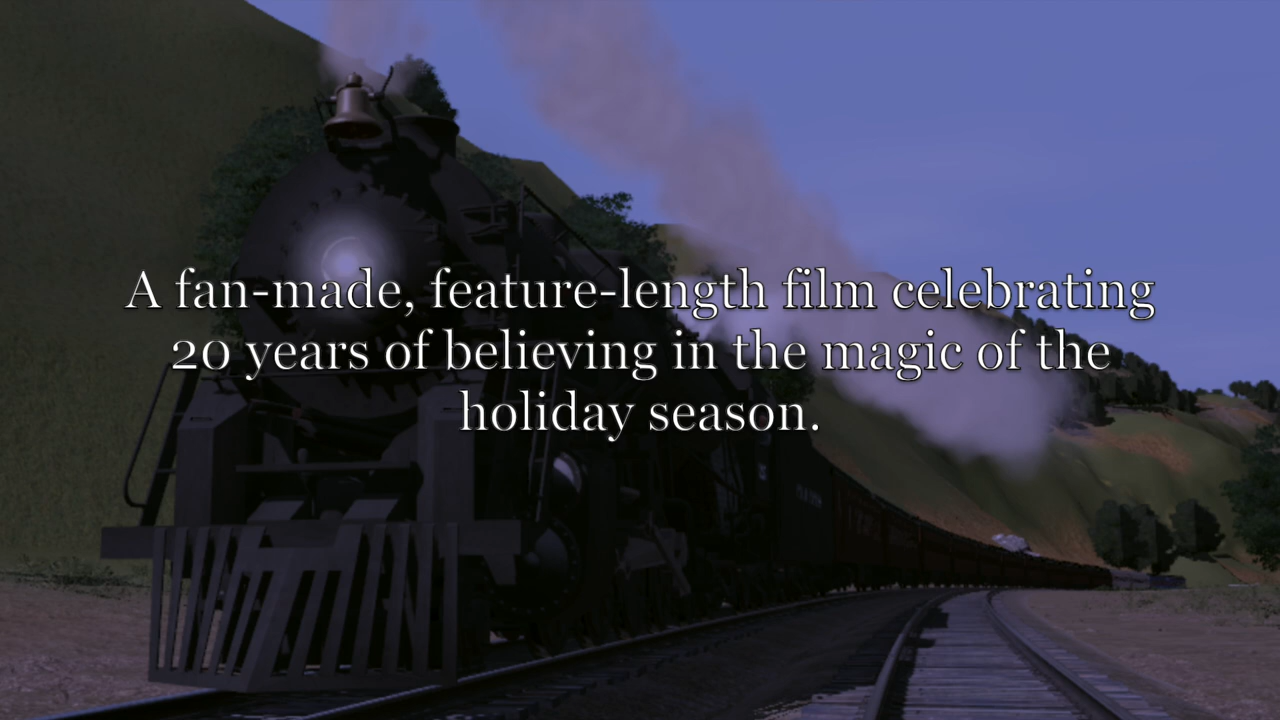 A fan-made, feature-length film celebrating
20 years of believing in the magic of the
holiday season.